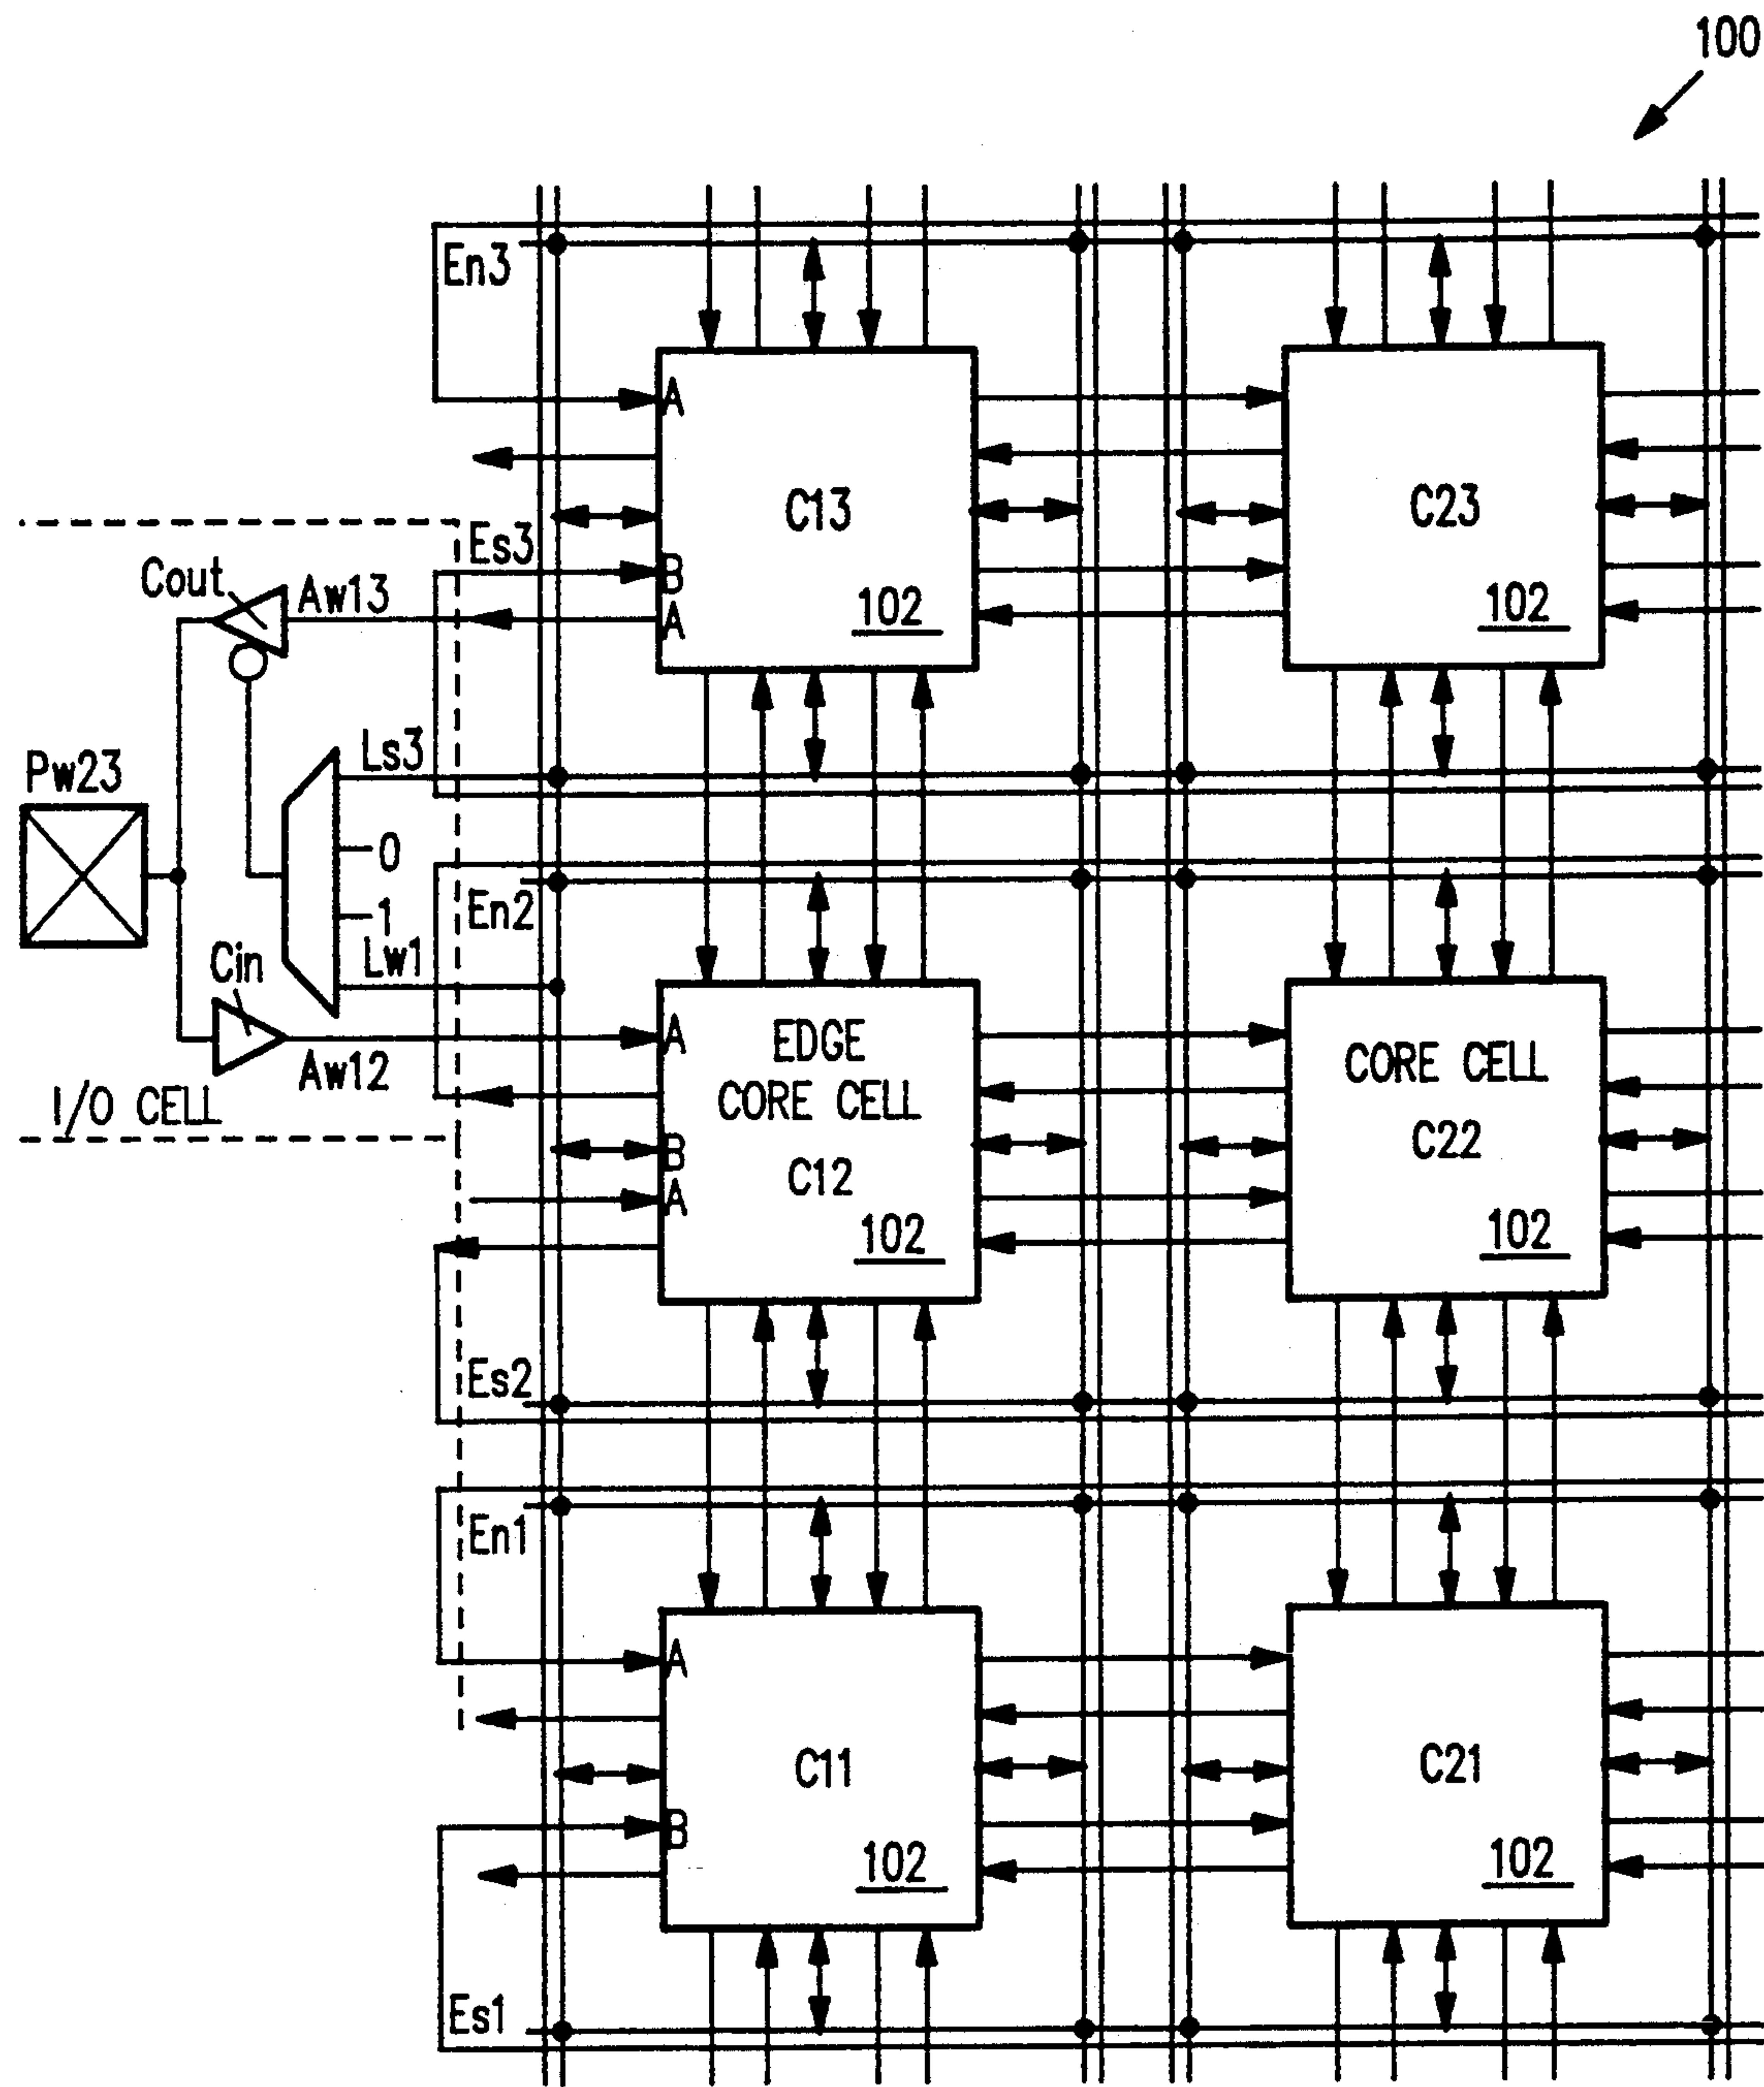 100
En3
A
C13
C23
Es3
Cout
Aw13
B
A
102
102
Pw23
Ls3
0
1
En2
Cin
Lw1
A
EDGE
CORE CELL
C12
CORE CELL
C22
Aw12
I/O CELL
B
A
102
102
Es2
En1
A
C11
C21
B
102
102
Es1